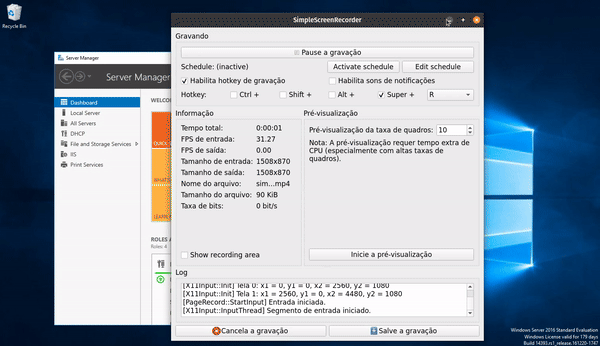 Recycle Bin
SimpleScreenRecorder
Gravando
Pause a gravação
Schedule: (inactive)
Activate schedule
Edit schedule
Habilita hotkey de gravação
Habilita sons de notificações
Hotkey:
Ctrl +
Shift +
Alt +
Super +
R
Informação
Tempo total: 0:00:01
FPS de entrada: 31.27
FPS de saída: 0.00
Tamanho de entrada: 1508x870
Tamanho de saída: 1508x870
Nome do arquivo: sim...mp4
Tamanho do arquivo: 90 KiB
Taxa de bits: 0 bit/s
Show recording area
Pré-visualização
Pré-visualização da taxa de quadros: 10
Nota: A pré-visualização requer tempo extra de
CPU (especialmente com altas taxas de
quadros).
Inicie a pré-visualização
Log
[X11Input::Init] Tela 0: x1 = 0, y1 = 0, x2 = 2560, y2 = 1080
[X11Input::Init] Tela 1: x1 = 2560, y1 = 0, x2 = 4480, y2 = 1080
[PageRecord::StartInput] Entrada iniciada.
[X11Input::InputThread] Segmento de entrada iniciado.
Cancela a gravação
Salve a gravação
Server Manager
Server Manager
Dashboard
Local Server
All Servers
DHCP
File and Storage Services
IIS
Print Services
WELCO
ROLES A
Roles: 4
Windows Server 2016 Standard Evaluation
Windows License valid for 179 days
Build 14393.rs1_release.161220-1747